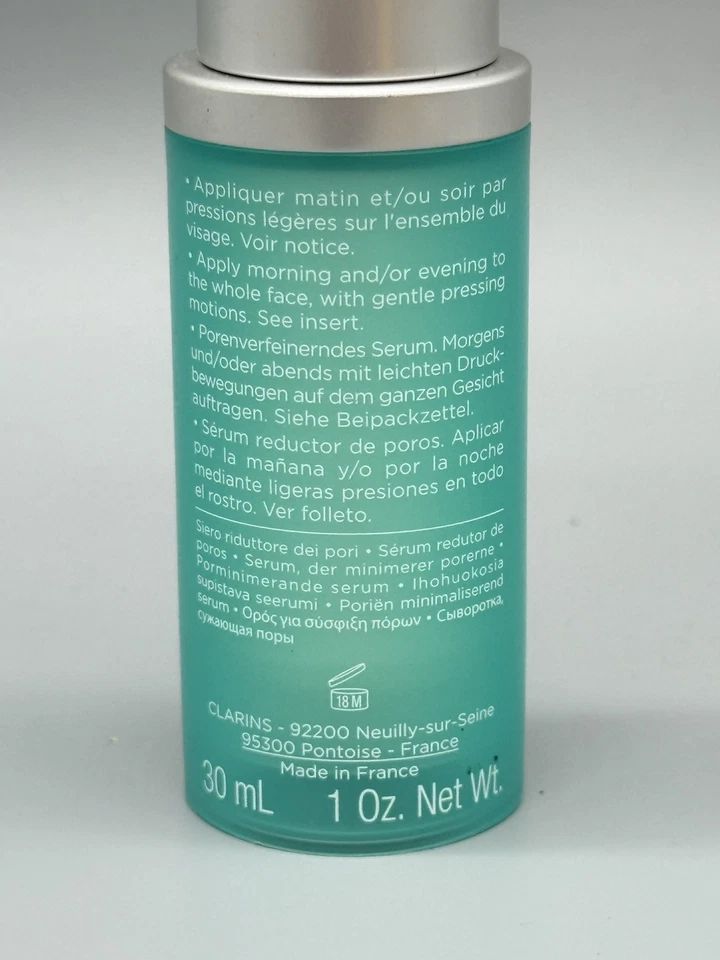 • Appliquer matin et/ou soir par
pressions légères sur l'ensemble du
visage. Voir notice.
• Apply morning and/or evening to
the whole face, with gentle pressing
motions. See insert.
• Porenverfeinerndes Serum. Morgens
und/oder abends mit leichten Druck-
bewegungen auf dem ganzen Gesicht
auftragen. Siehe Beipackzettel.
• Sérum reductor de poros. Aplicar
por la mañana y/o por la noche
mediante ligeras presiones en todo
el rostro. Ver folleto.
Siero riduttore dei pori • Sérum redutor de
poros • Serum, der minimerer porerne •
Porminimerande serum • Ihohuokosia
supistava seerumi • Poriën minimaliserend
serum • Ορός για σύσφιξη πόρων • Сыворотка,
сужающая поры
18 M
CLARINS - 92200 Neuilly-sur-Seine
95300 Pontoise - France
Made in France
30 mL 1 Oz. Net Wt.